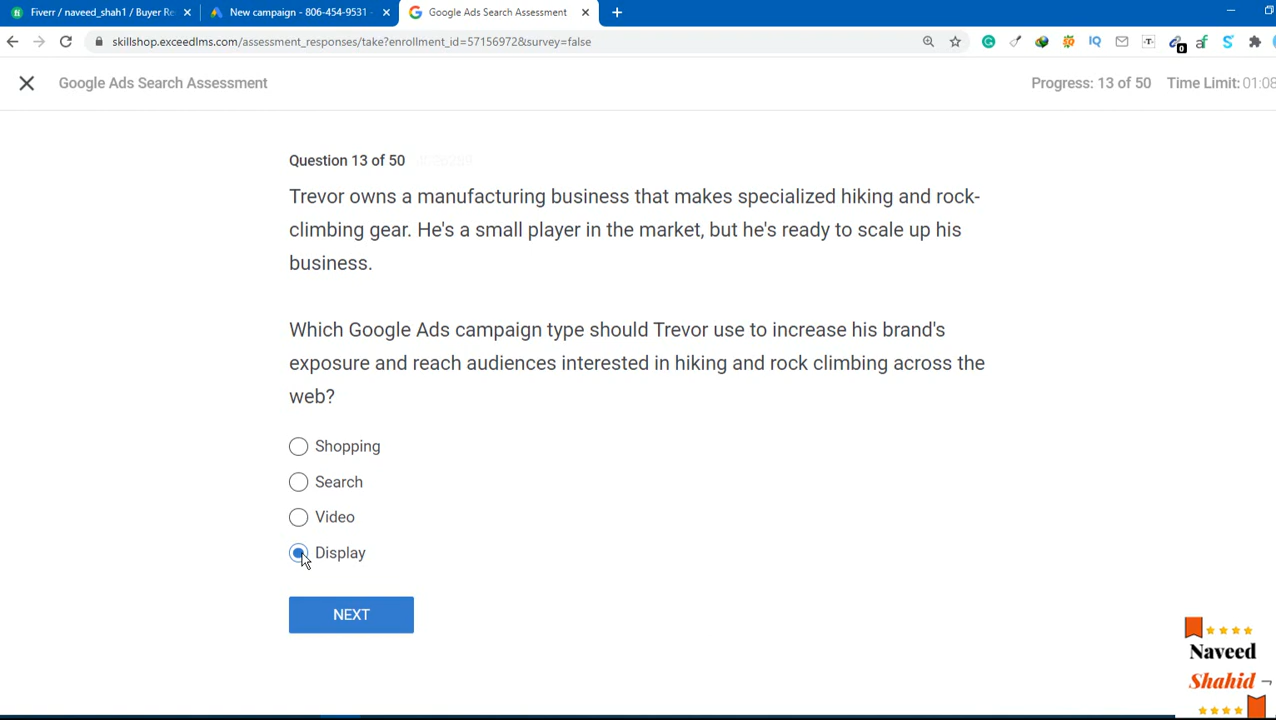 Fiverr / naveed_shah1 / Buyer Re
New campaign - 806-454-9531
Google Ads Search Assessment
skillshop.exceedlms.com/assessment_responses/take?enrollment_id=57156972&survey=false
Google Ads Search Assessment
Progress: 13 of 50
Time Limit: 01:08
Question 13 of 50
Trevor owns a manufacturing business that makes specialized hiking and rock-
climbing gear. He's a small player in the market, but he's ready to scale up his
business.
Which Google Ads campaign type should Trevor use to increase his brand's
exposure and reach audiences interested in hiking and rock climbing across the
web?
Shopping
Search
Video
Display
NEXT
Naveed
Shahid